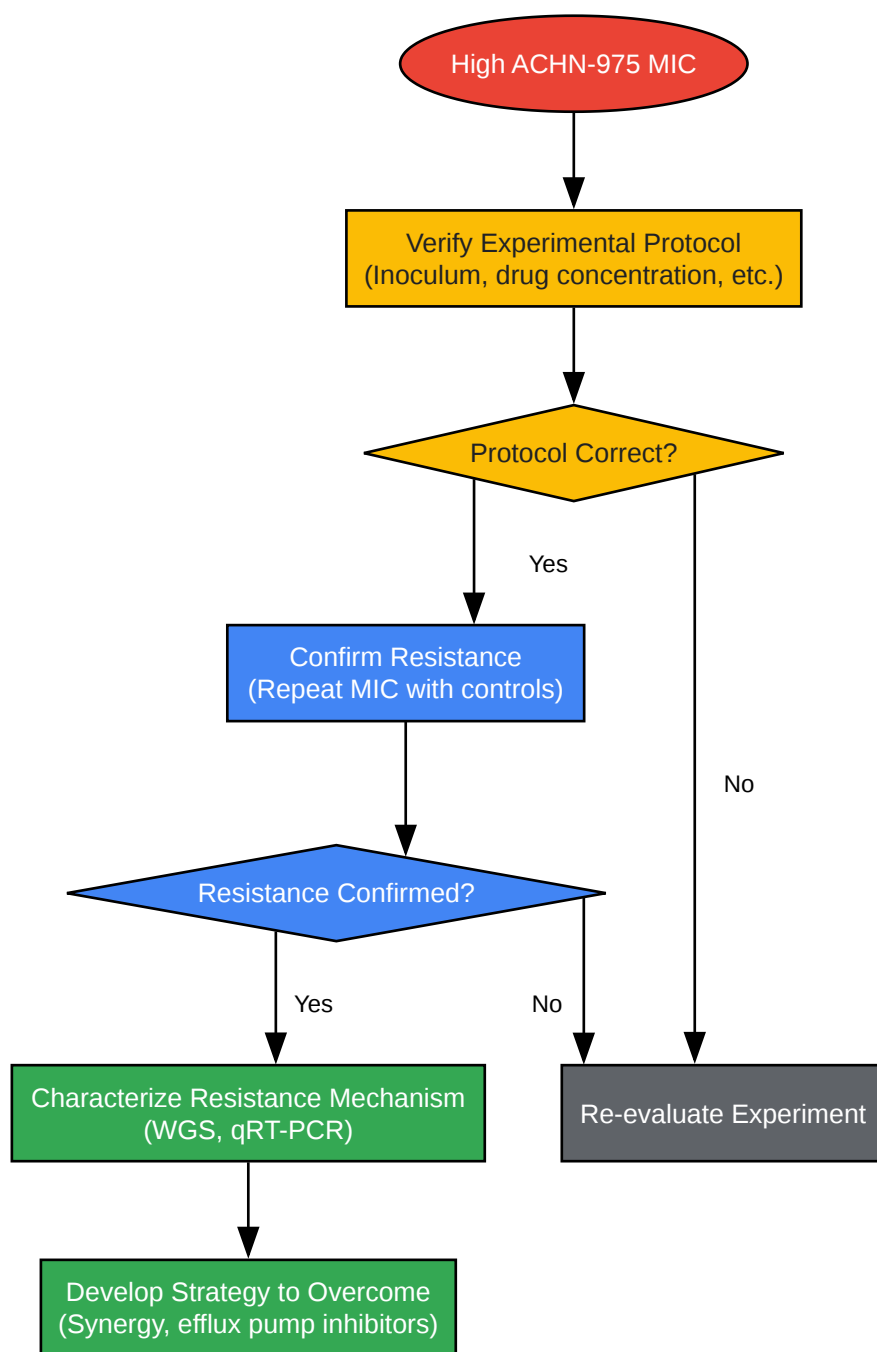 High ACHN-975 MIC
Verify Experimental Protocol
(Inoculum, drug concentration, etc.)
Protocol Correct?
Yes
Confirm Resistance
(Repeat MIC with controls)
No
Resistance Confirmed?
Yes
No
Characterize Resistance Mechanism
(WGS, qRT-PCR)
Re-evaluate Experiment
Develop Strategy to Overcome
(Synergy, efflux pump inhibitors)